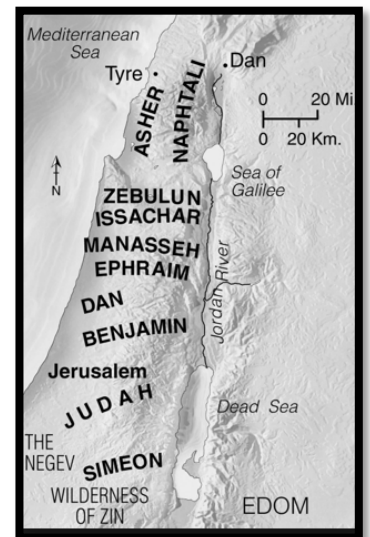 Mediterranean
Sea
Tyre
Dan
ASHER
NAPHTALI
0 20 Mi
0 20 Km.
N
Sea of
Galilee
ZEBULUN
ISSACHAR
MANASSEH
EPHRAIM
Jordan River
DAN
BENJAMIN
Jerusalem
JUDAH
Dead Sea
THE
NEGEV
SIMEON
WILDERNESS
OF ZIN
EDOM